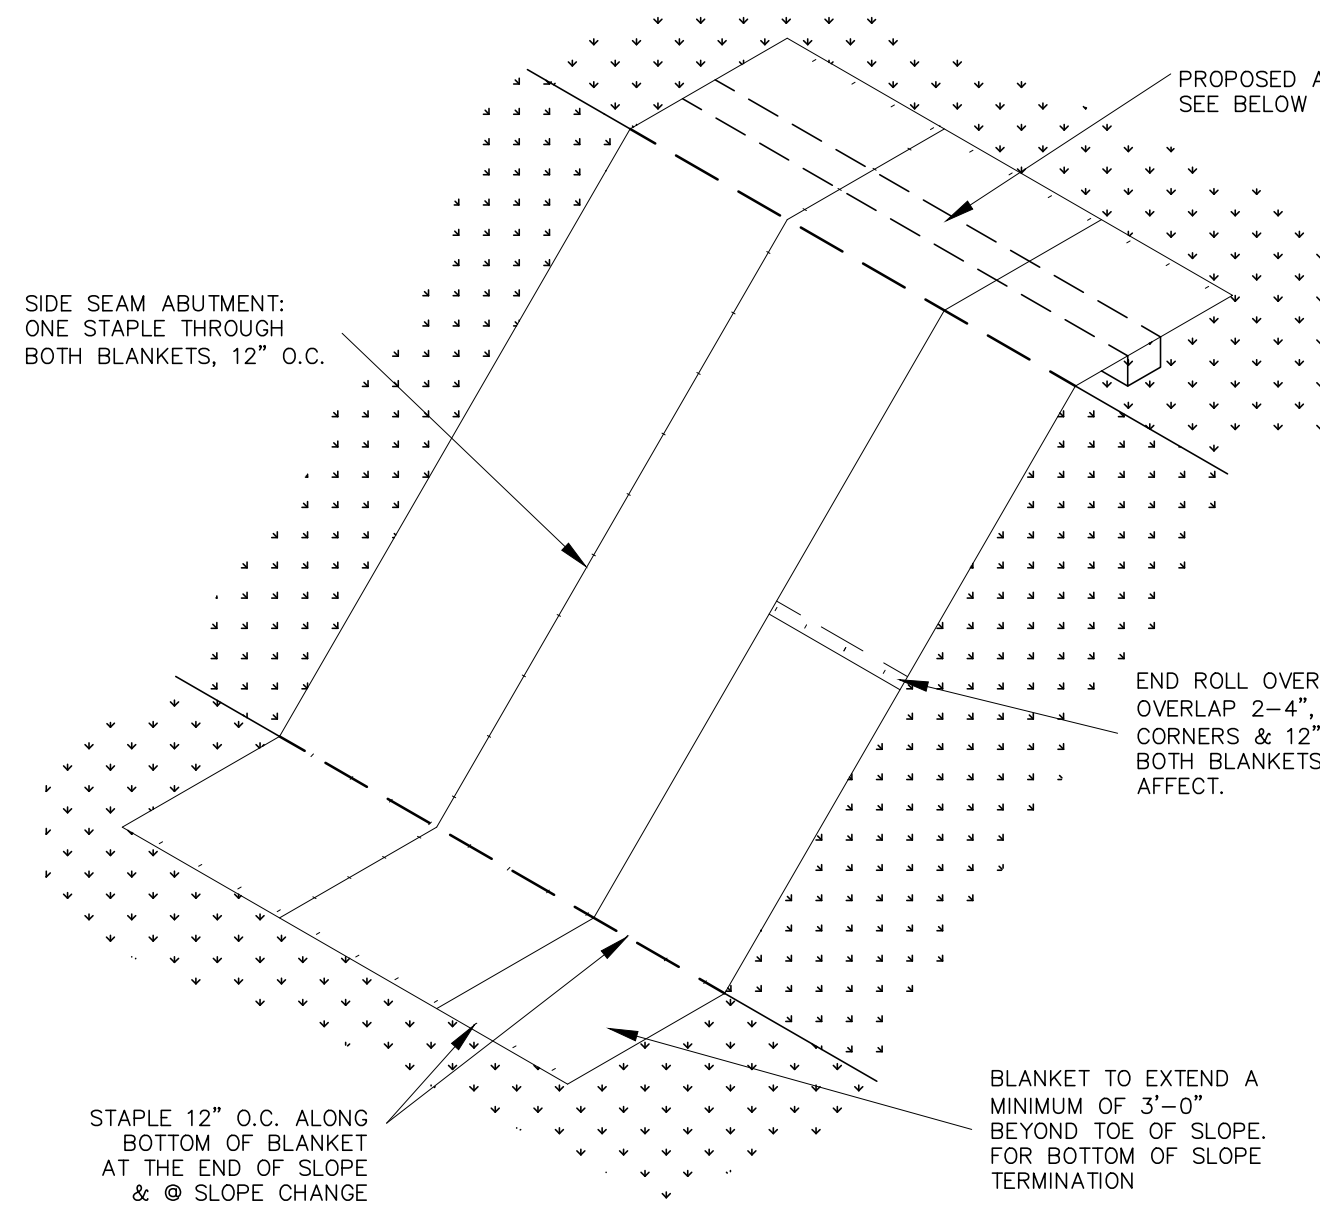 PROPOSED A
SEE BELOW
SIDE SEAM ABUTMENT:
ONE STAPLE THROUGH
BOTH BLANKETS, 12” O.C.
END ROLL OVER
OVERLAP 2–4”,
CORNERS & 12”
BOTH BLANKETS
AFFECT.
BLANKET TO EXTEND A
MINIMUM OF 3’–0”
BEYOND TOE OF SLOPE.
FOR BOTTOM OF SLOPE
TERMINATION
STAPLE 12” O.C. ALONG
BOTTOM OF BLANKET
AT THE END OF SLOPE
& @ SLOPE CHANGE